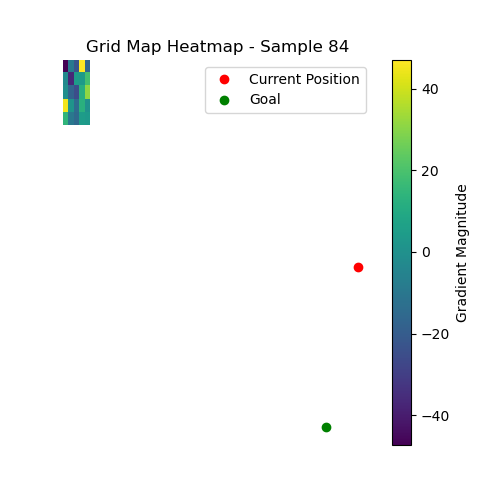 Grid Map Heatmap - Sample 84
Current Position
Goal
40
20
0
−20
−40
Gradient Magnitude